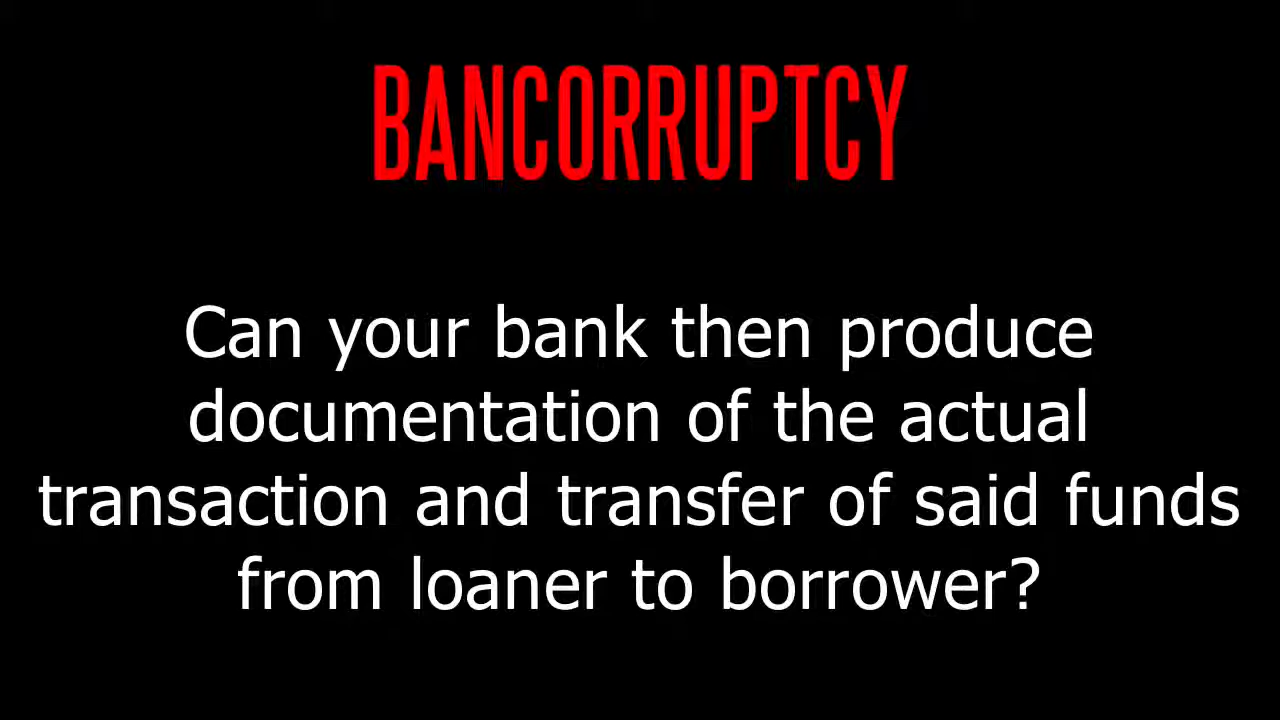 BANCORRUPTCY
Can your bank then produce
documentation of the actual
transaction and transfer of said funds
from loaner to borrower?